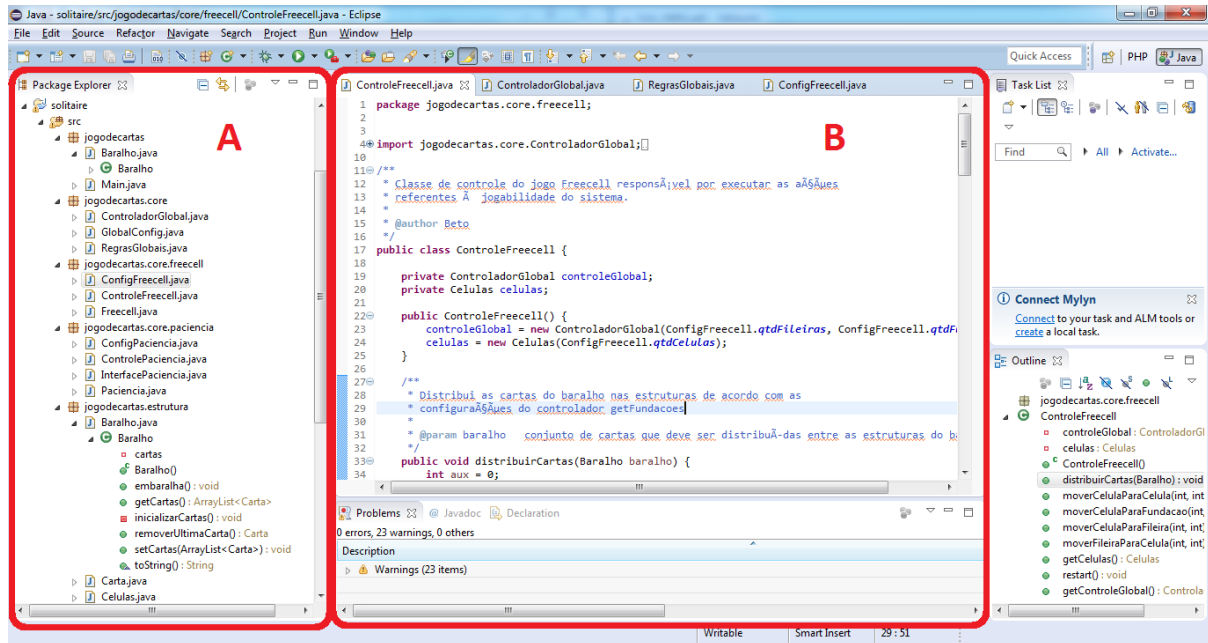 Java - solitaire/src/jogodecartas/core/freecell/ControleFreecell.java - Eclipse
File Edit Source Refactor Navigate Search Project Run Window Help
Quick Access PHP Java
Package Explorer
solitaire
src
jogodecartas
Baralho.java
Baralho
Main.java
jogodecartas.core
ControladorGlobal.java
GlobalConfig.java
RegrasGlobais.java
jogodecartas.core.freecell
ConfigFreecell.java
ControleFreecell.java
Freecell.java
jogodecartas.core.paciencia
ConfigPaciencia.java
ControlePaciencia.java
InterfacePaciencia.java
Paciencia.java
jogodecartas.estrutura
Baralho.java
Baralho
cartas
Baralho()
embaralha() : void
getCartas() : ArrayList<Carta>
inicializarCartas() : void
removerUltimaCarta() : Carta
setCartas(ArrayList<Carta>) : void
toString() : String
Carta.java
Celulas.java
A
ControleFreecell.java ControladorGlobal.java RegrasGlobais.java ConfigFreecell.java
B
1 package jogodecartas.core.freecell;
2
3
4 import jogodecartas.core.ControladorGlobal;
10
11 /**
12 * Classe de controle do jogo Freecell responsÃ¡vel por executar as aÃ§Ãµes
13 * referentes Ã  jogabilidade do sistema.
14 *
15 * @author Beto
16 */
17 public class ControleFreecell {
18
19 private ControladorGlobal controleGlobal;
20 private Celulas celulas;
21
22 public ControleFreecell() {
23 controleGlobal = new ControladorGlobal(ConfigFreecell.qtdFileiras, ConfigFreecell.qtdFi
24 celulas = new Celulas(ConfigFreecell.qtdCelulas);
25 }
26
27 /**
28 * Distribui as cartas do baralho nas estruturas de acordo com as
29 * configuraÃ§Ãµes do controlador getFundacoes
30 *
31 * @param baralho conjunto de cartas que deve ser distribuÃ­das entre as estruturas do ba
32 */
33 public void distribuirCartas(Baralho baralho) {
34 int aux = 0;
Problems @ Javadoc Declaration
0 errors, 23 warnings, 0 others
Description
Warnings (23 items)
Task List
Find All Activate...
Connect Mylyn
Connect to your task and ALM tools or
create a local task.
Outline
jogodecartas.core.freecell
ControleFreecell
controleGlobal : ControladorGl
celulas : Celulas
ControleFreecell()
distribuirCartas(Baralho) : void
moverCelulaParaCelula(int, int
moverCelulaParaFundacao(int,
moverCelulaParaFileira(int, int)
moverFileiraParaCelula(int, int)
getCelulas() : Celulas
restart() : void
getControleGlobal() : Controla
Writable Smart Insert 29 : 51